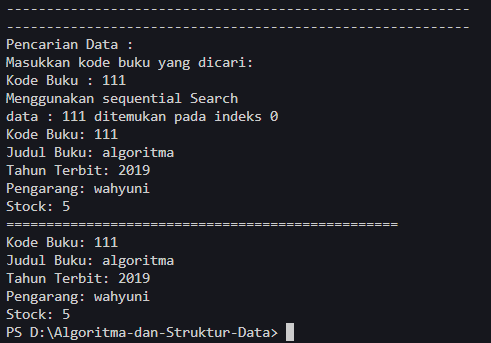 ----------------------------------------------------------
----------------------------------------------------------
Pencarian Data :
Masukkan kode buku yang dicari:
Kode Buku : 111
Menggunakan sequential Search
data : 111 ditemukan pada indeks 0
Kode Buku: 111
Judul Buku: algoritma
Tahun Terbit: 2019
Pengarang: wahyuni
Stock: 5
=================================================
Kode Buku: 111
Judul Buku: algoritma
Tahun Terbit: 2019
Pengarang: wahyuni
Stock: 5
PS D:\Algoritma-dan-Struktur-Data>